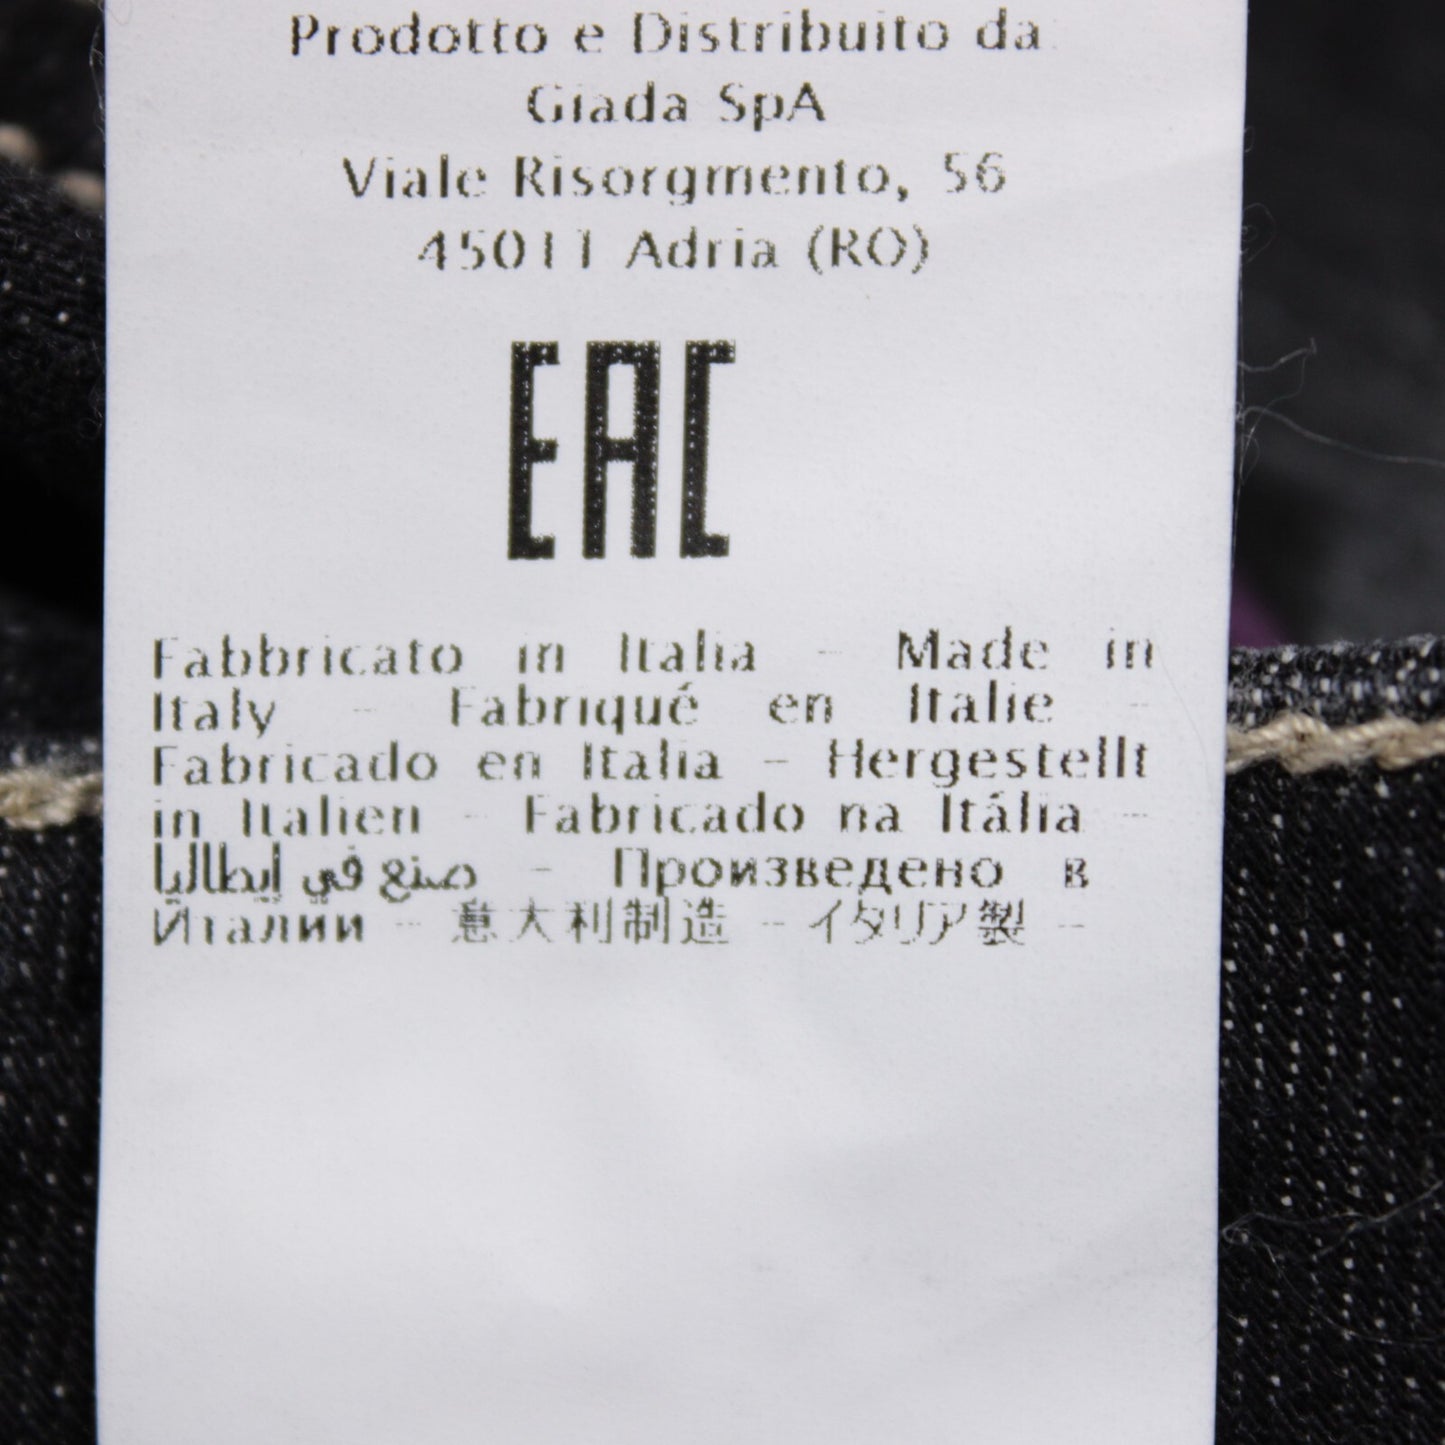 Prodotto e Distribuito da
Giada SpA
Viale Risorgmento, 56
45011 Adria (RO)
EAC
Fabbricato in Italia - Made in
Italy - Fabriqué en Italie -
Fabricado en Italia - Hergestellt
in Italien - Fabricado na Itália -
صنع في إيطاليا - Произведено в
Италии - 意大利制造 - イタリア製 -